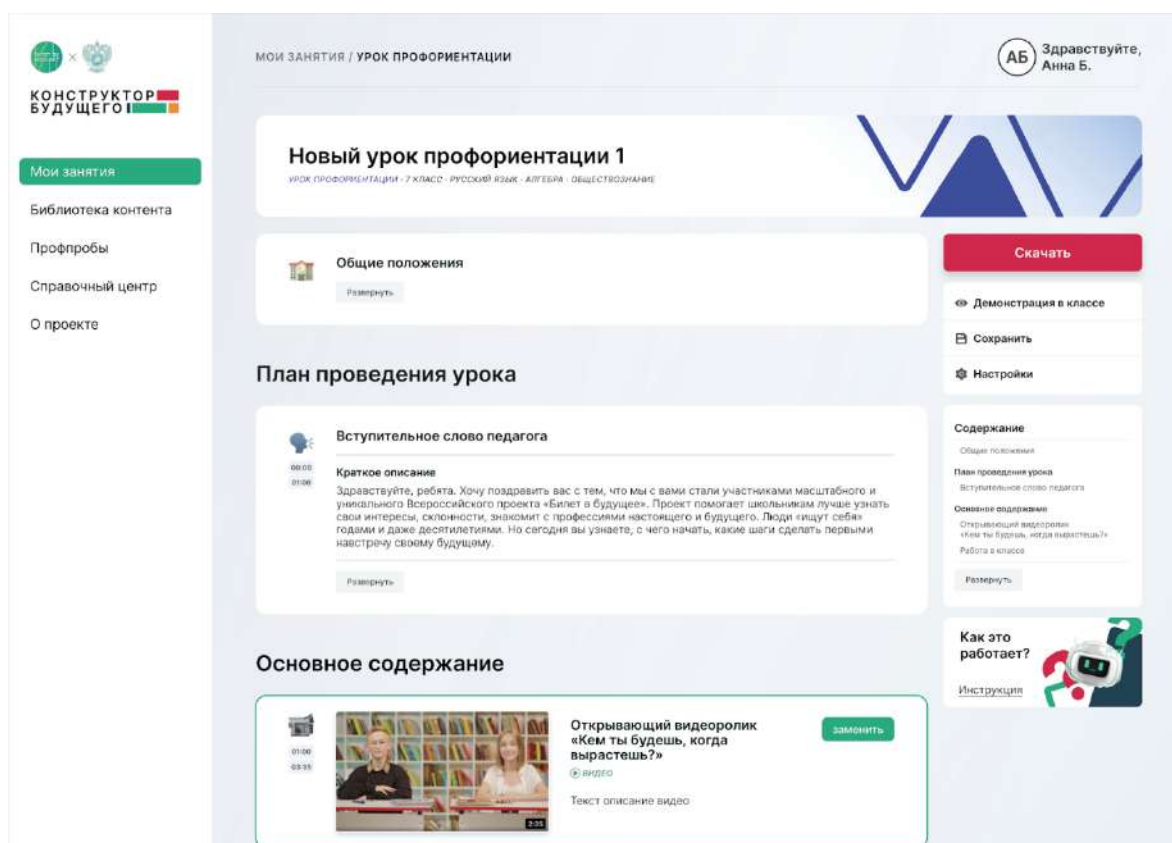 КОНСТРУКТОР
БУДУЩЕГО
Мои занятия
Библиотека контента
Профпробы
Справочный центр
О проекте
МОИ ЗАНЯТИЯ / УРОК ПРОФОРИЕНТАЦИИ
АБ
Здравствуйте,
Анна Б.
Новый урок профориентации 1
УРОК ПРОФОРИЕНТАЦИИ - 7 КЛАСС - РУССКИЙ ЯЗЫК - АЛГЕБРА - ОБЩЕСТВОЗНАНИЕ
Общие положения
Развернуть
План проведения урока
Вступительное слово педагога
00:00
01:00
Краткое описание
Здравствуйте, ребята. Хочу поздравить вас с тем, что мы с вами стали участниками масштабного и
уникального Всероссийского проекта «Билет в будущее». Проект помогает школьникам лучше узнать
свои интересы, склонности, знакомит с профессиями настоящего и будущего. Люди «ищут себя»
годами и даже десятилетиями. Но сегодня вы узнаете, с чего начать, какие шаги сделать первыми
навстречу своему будущему.
Развернуть
Основное содержание
01:00
03:35
2:35
Открывающий видеоролик
«Кем ты будешь, когда
вырастешь?»
ВИДЕО
Текст описание видео
заменить
Скачать
Демонстрация в классе
Сохранить
Настройки
Содержание
Общие положения
План проведения урока
Вступительное слово педагога
Основное содержание
Открывающий видеоролик
«Кем ты будешь, когда вырастешь?»
Работа в классе
Развернуть
Как это
работает?
Инструкция